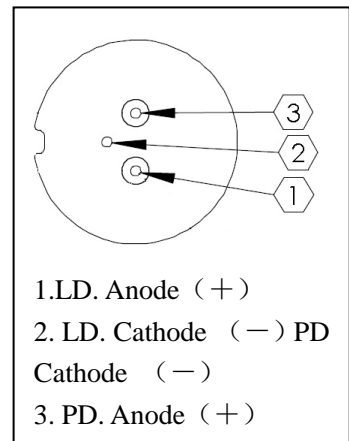 3
2
1
1.LD. Anode（＋）
2. LD. Cathode （－）PD
Cathode （－）
3. PD. Anode（＋）